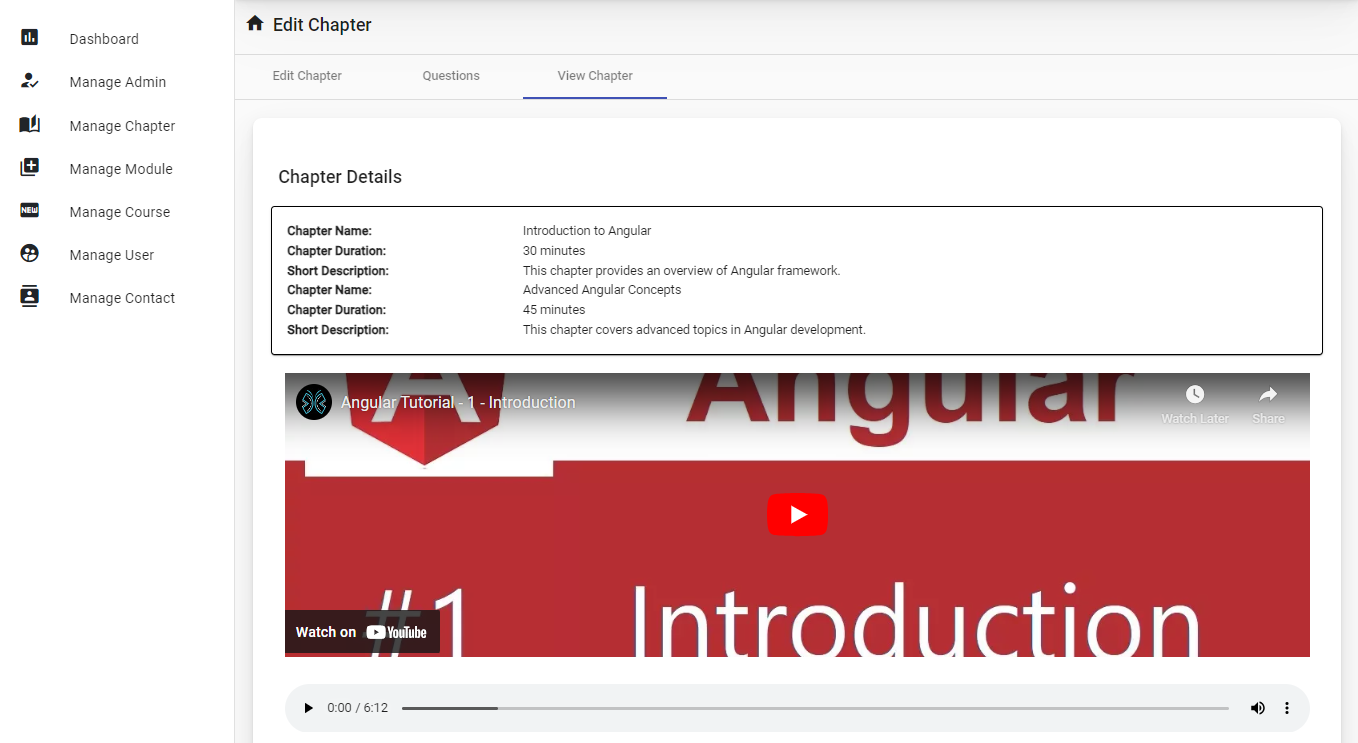 Dashboard
Manage Admin
Manage Chapter
Manage Module
NEW
Manage Course
Manage User
Manage Contact
Edit Chapter
Edit Chapter Questions View Chapter
Chapter Details
Chapter Name: Introduction to Angular
Chapter Duration: 30 minutes
Short Description: This chapter provides an overview of Angular framework.
Chapter Name: Advanced Angular Concepts
Chapter Duration: 45 minutes
Short Description: This chapter covers advanced topics in Angular development.
Angular
Angular Tutorial - 1 - Introduction
Watch Later Share
#1 Introduction
Watch on YouTube
0:00 / 6:12